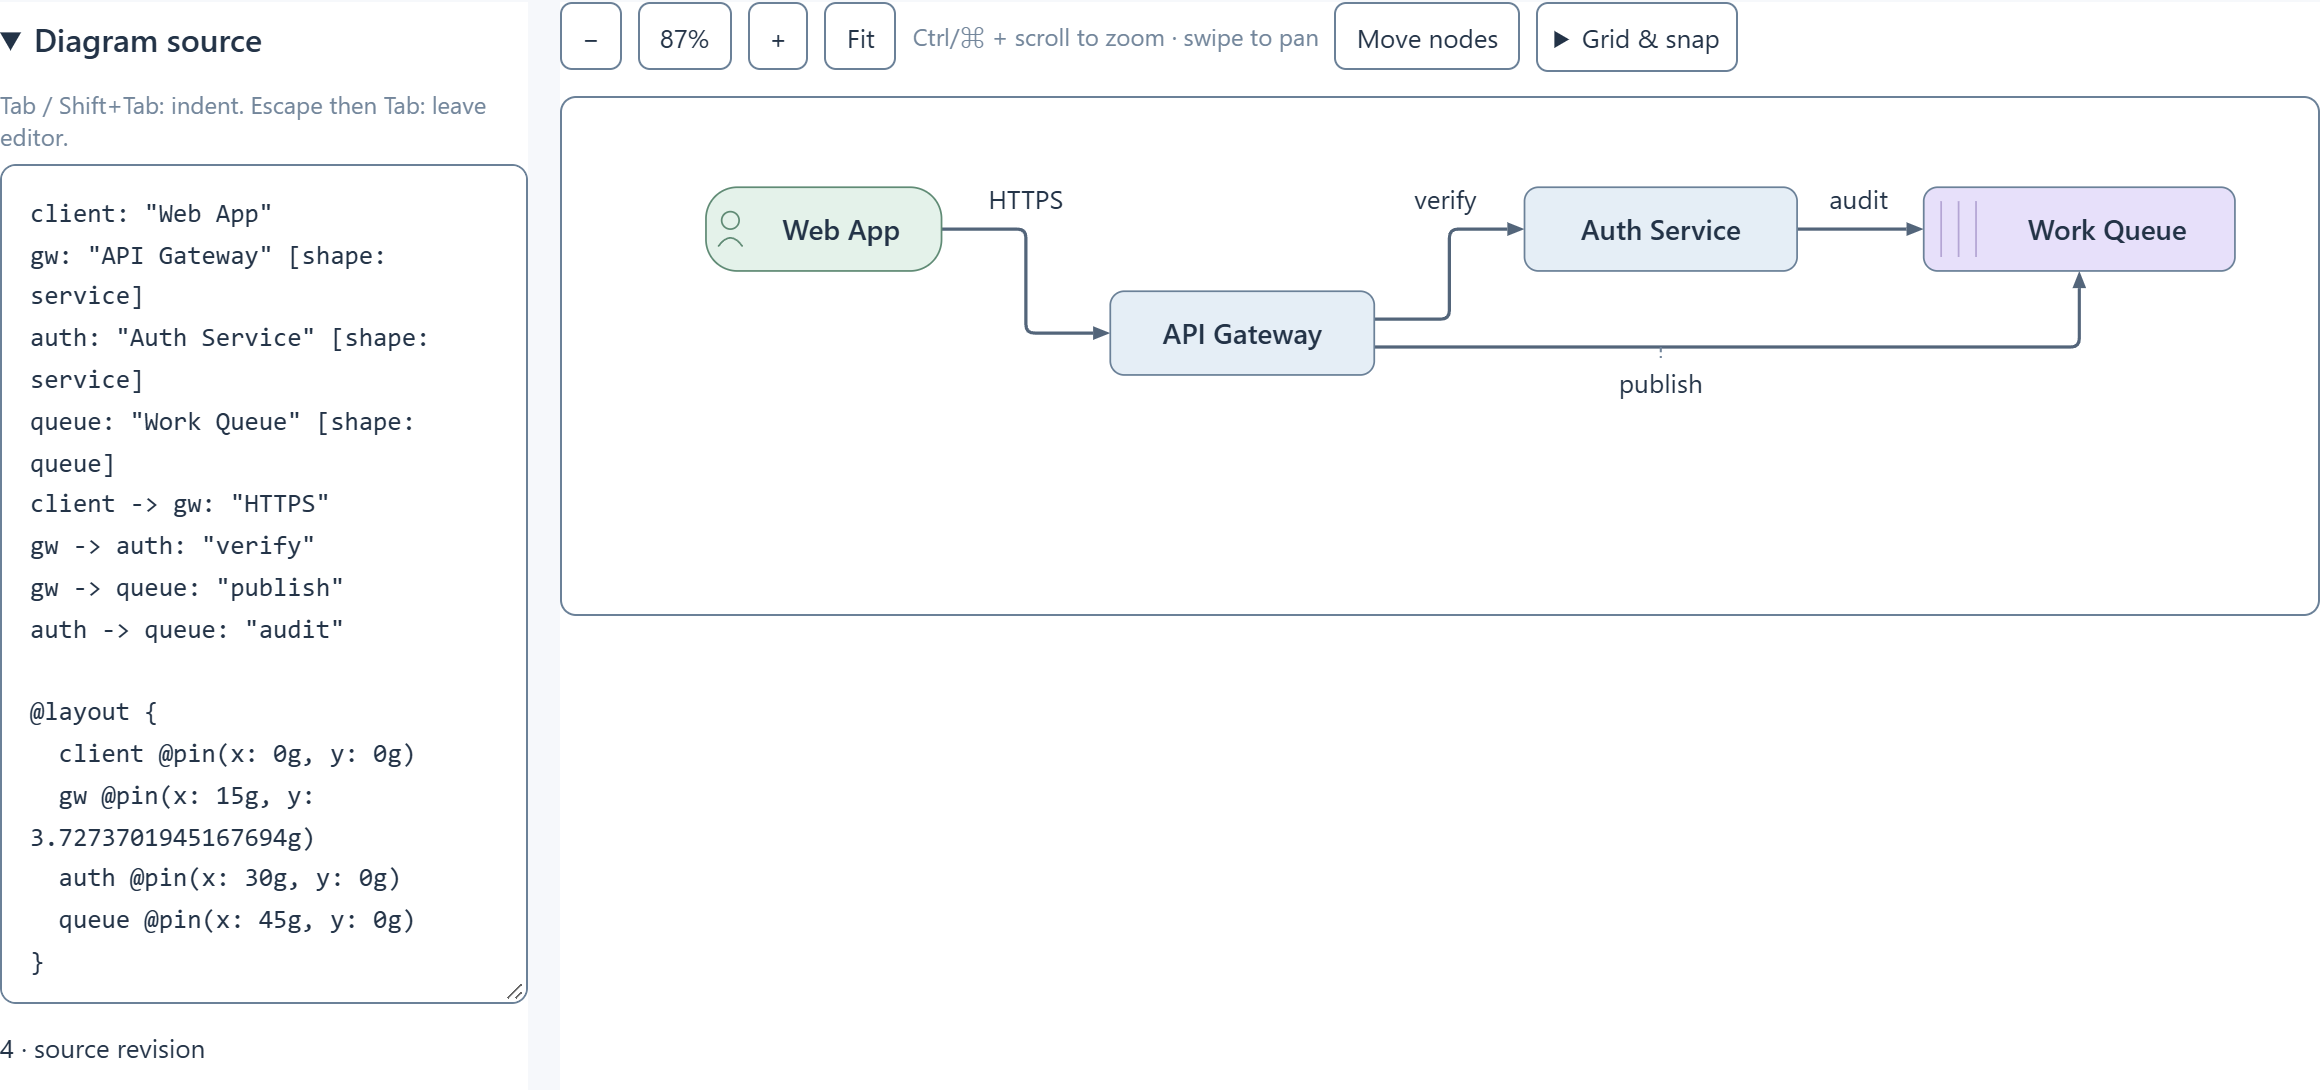 ▼ Diagram source
Tab / Shift+Tab: indent. Escape then Tab: leave
editor.
client: "Web App"
gw: "API Gateway" [shape:
service]
auth: "Auth Service" [shape:
service]
queue: "Work Queue" [shape:
queue]
client -> gw: "HTTPS"
gw -> auth: "verify"
gw -> queue: "publish"
auth -> queue: "audit"

@layout {
  client @pin(x: 0g, y: 0g)
  gw @pin(x: 15g, y:
3.7273701945167694g)
  auth @pin(x: 30g, y: 0g)
  queue @pin(x: 45g, y: 0g)
}
4 · source revision
− 87% + Fit Ctrl/⌘ + scroll to zoom · swipe to pan Move nodes ▶ Grid & snap
HTTPS
verify
audit
Web App
Auth Service
Work Queue
API Gateway
publish